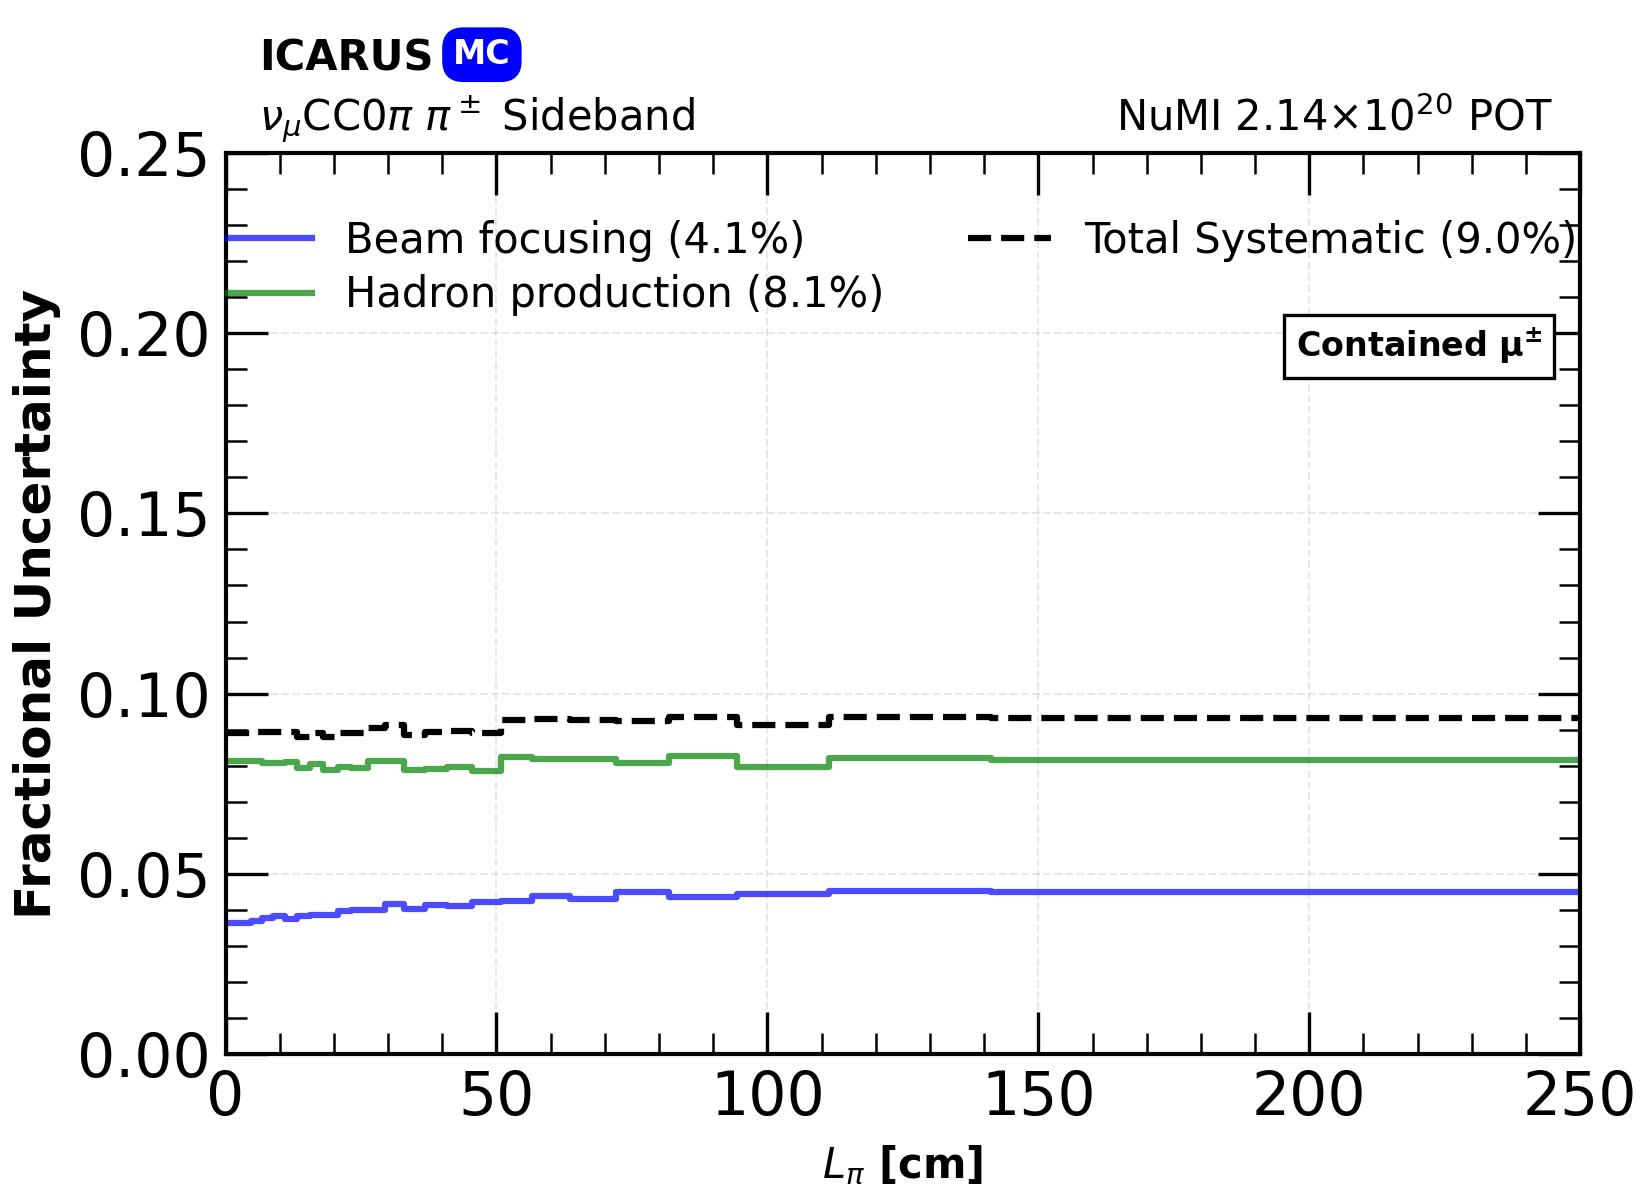 ICARUS MC
νμCC0π π± Sideband
NuMI 2.14×10²⁰ POT
Beam focusing (4.1%)
Hadron production (8.1%)
Total Systematic (9.0%)
Contained μ±
Fractional Uncertainty
0.25
0.20
0.15
0.10
0.05
0.00
0 50 100 150 200 250
Lπ [cm]